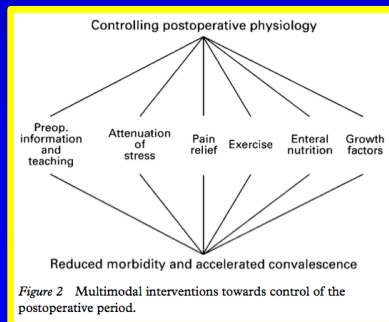 Controlling postoperative physiology
Preop.
information
and
teaching
Attenuation
of
stress
Pain
relief
Exercise
Enteral
nutrition
Growth
factors
Reduced morbidity and accelerated convalescence
Figure 2 Multimodal interventions towards control of the
postoperative period.